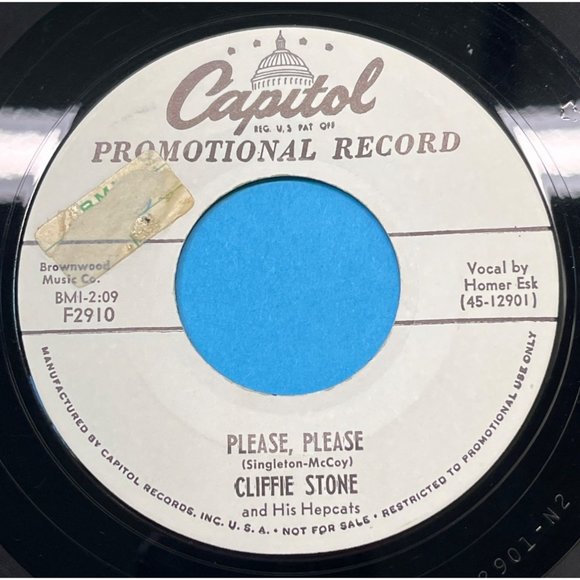 Capitol
REG. U.S. PAT OFF
PROMOTIONAL RECORD
Brownwood
Music Co.
BMI-2:09
F2910
Vocal by
Homer Esk
(45-12901)
PLEASE, PLEASE
(Singleton-McCoy)
CLIFFIE STONE
and His Hepcats
MANUFACTURED BY CAPITOL RECORDS, INC. U. S. A. • NOT FOR SALE • RESTRICTED TO PROMOTIONAL USE ONLY
2901-N2